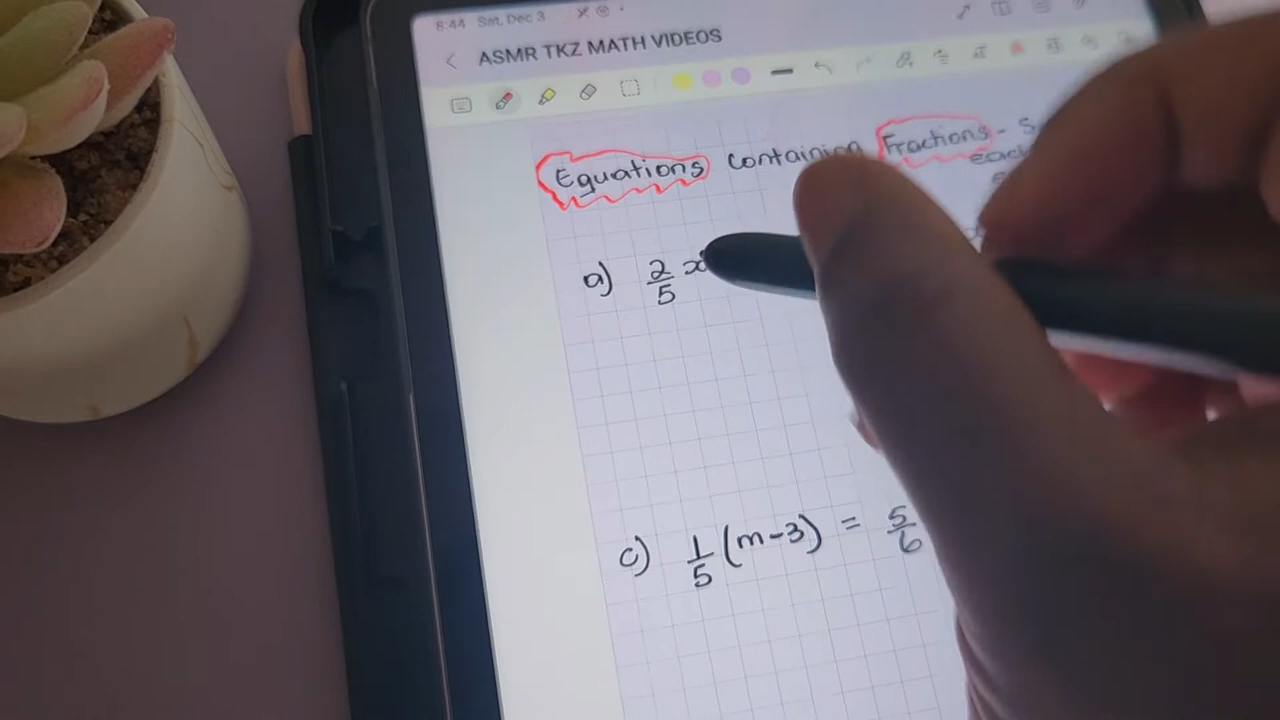 8:44 Sat, Dec 3
ASMR TKZ MATH VIDEOS
Equations Containing Fractions - S
a) 2/5 x
c) 1/5 (m-3) = 5/6